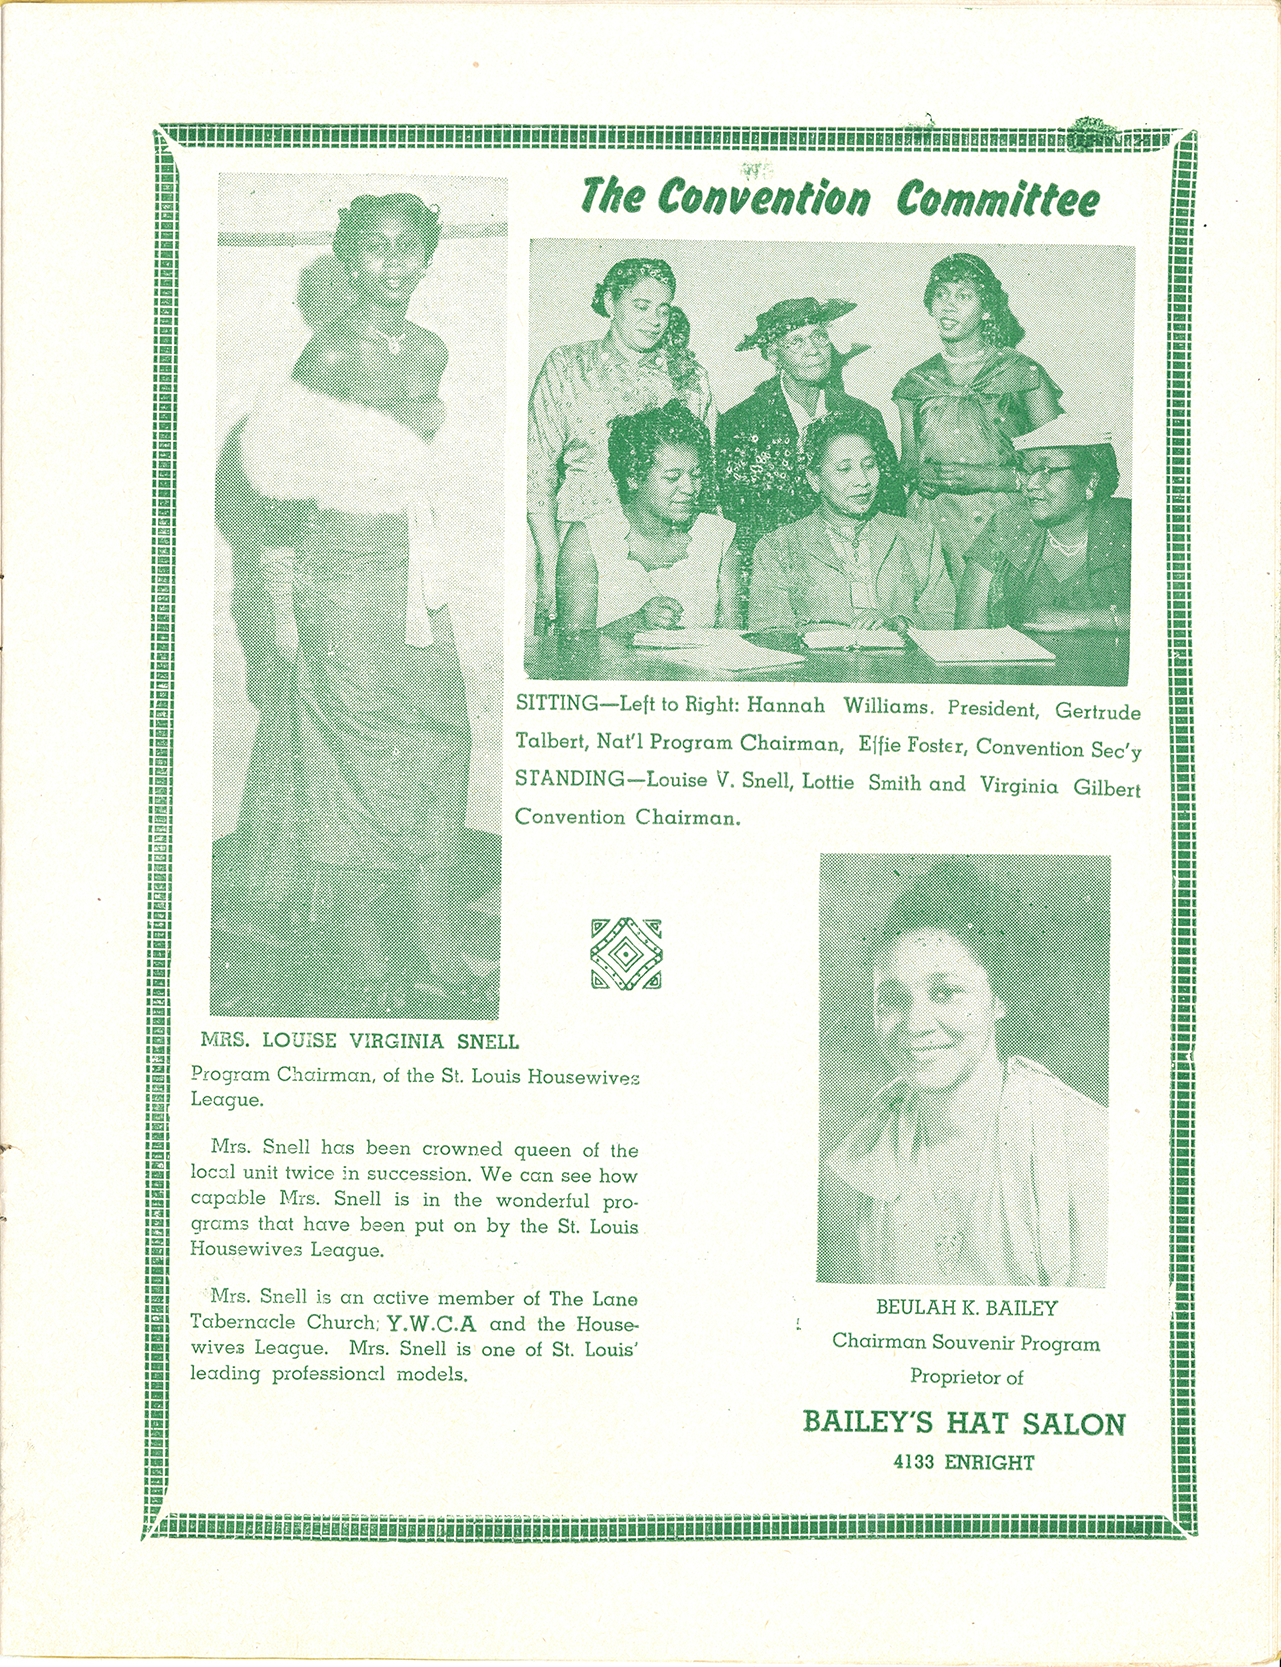 The Convention Committee
SITTING—Left to Right: Hannah Williams. President, Gertrude
Talbert, Nat'l Program Chairman, Effie Foster, Convention Sec'y
STANDING—Louise V. Snell, Lottie Smith and Virginia Gilbert
Convention Chairman.
MRS. LOUISE VIRGINIA SNELL
Program Chairman, of the St. Louis Housewives
League.
Mrs. Snell has been crowned queen of the
local unit twice in succession. We can see how
capable Mrs. Snell is in the wonderful pro-
grams that have been put on by the St. Louis
Housewives League.
Mrs. Snell is an active member of The Lane
Tabernacle Church; Y.W.C.A and the House-
wives League. Mrs. Snell is one of St. Louis'
leading professional models.
BEULAH K. BAILEY
Chairman Souvenir Program
Proprietor of
BAILEY'S HAT SALON
4133 ENRIGHT